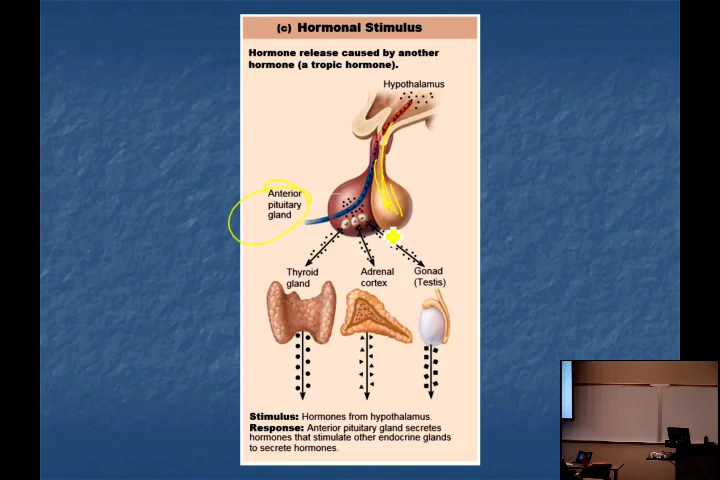 (c) Hormonal Stimulus
Hormone release caused by another
hormone (a tropic hormone).
Hypothalamus
Anterior
pituitary
gland
Thyroid
gland
Adrenal
cortex
Gonad
(Testis)
Stimulus: Hormones from hypothalamus.
Response: Anterior pituitary gland secretes
hormones that stimulate other endocrine glands
to secrete hormones.